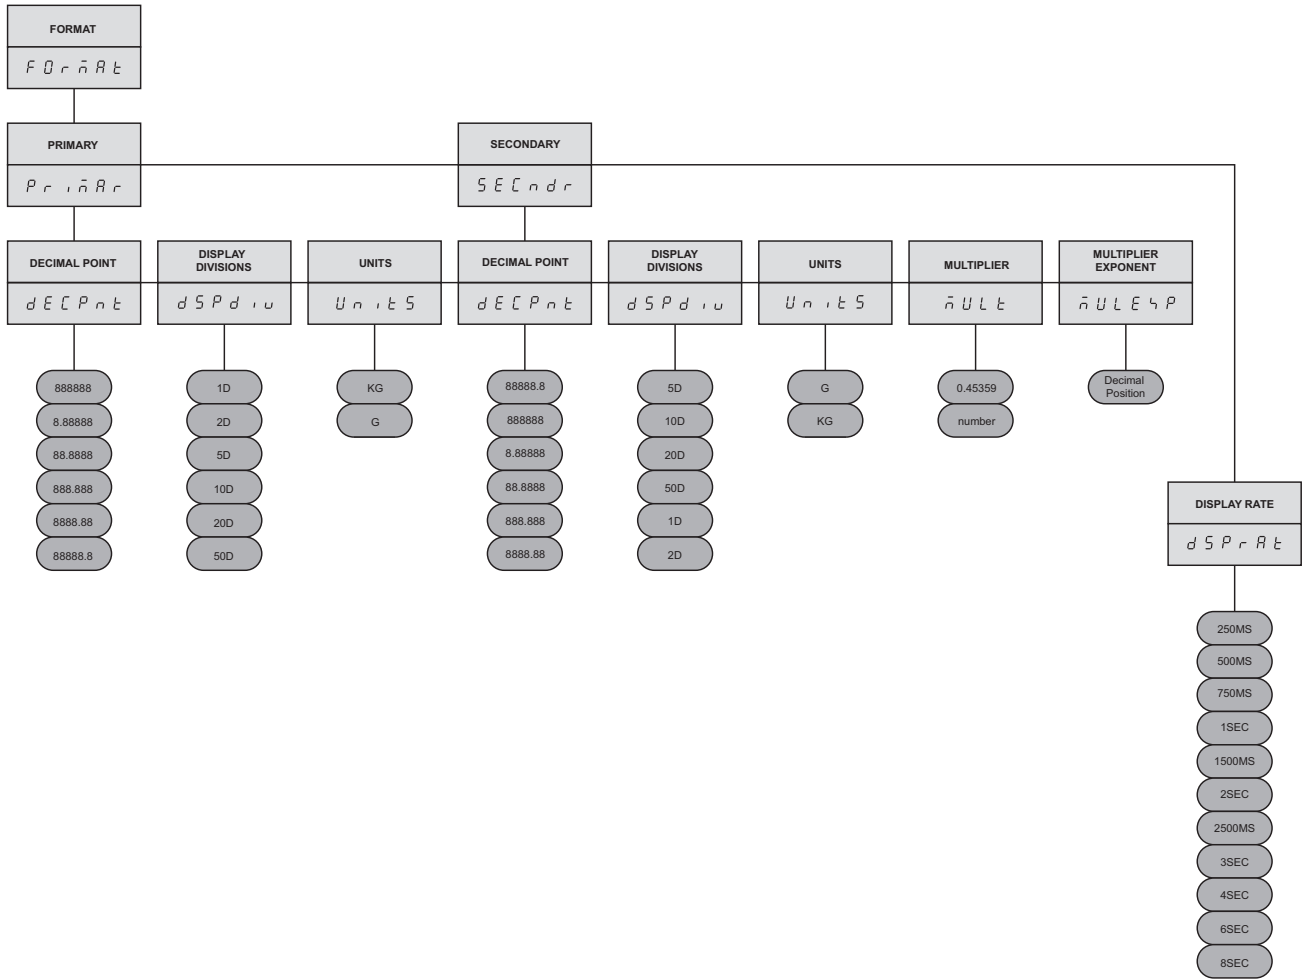 FORMAT
FOrmAt
PRIMARY
PrimAr
SECONDARY
SECndr
DECIMAL POINT
dECPnt
DISPLAY
DIVISIONS
dSPdiv
UNITS
UnitS
DECIMAL POINT
dECPnt
DISPLAY
DIVISIONS
dSPdiv
UNITS
UnitS
MULTIPLIER
mULt
MULTIPLIER
EXPONENT
mULEXP
888888
8.88888
88.8888
888.888
8888.88
88888.8
1D
2D
5D
10D
20D
50D
KG
G
88888.8
888888
8.88888
88.8888
888.888
8888.88
5D
10D
20D
50D
1D
2D
G
KG
0.45359
number
Decimal
Position
DISPLAY RATE
dSPrAt
250MS
500MS
750MS
1SEC
1500MS
2SEC
2500MS
3SEC
4SEC
6SEC
8SEC